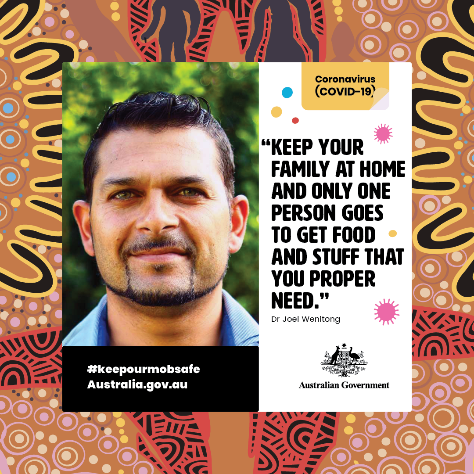 Coronavirus
(COVID-19)
“KEEP YOUR
FAMILY AT HOME
AND ONLY ONE
PERSON GOES
TO GET FOOD
AND STUFF THAT
YOU PROPER
NEED.”
Dr Joel Wenitong
#keepourmobsafe
Australia.gov.au
Australian Government